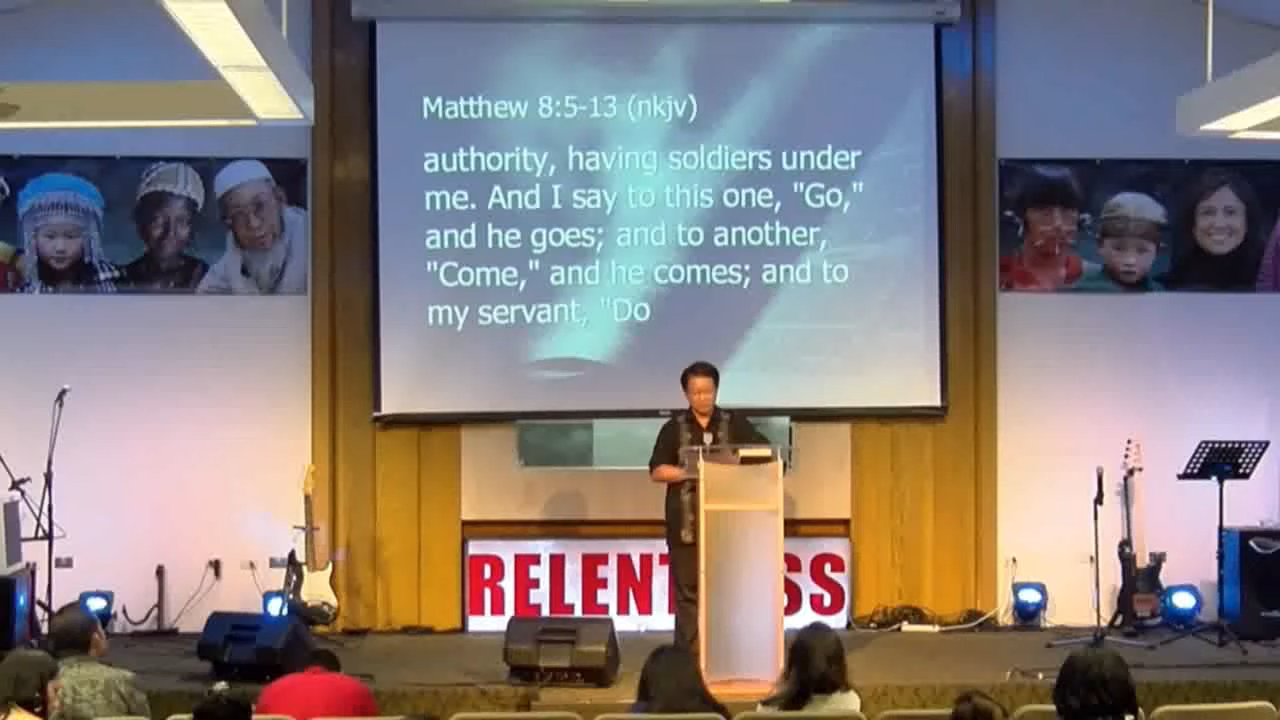 Matthew 8:5-13 (nkjv)
authority, having soldiers under
me. And I say to this one, "Go,"
and he goes; and to another,
"Come," and he comes; and to
my servant, "Do
RELENT SS